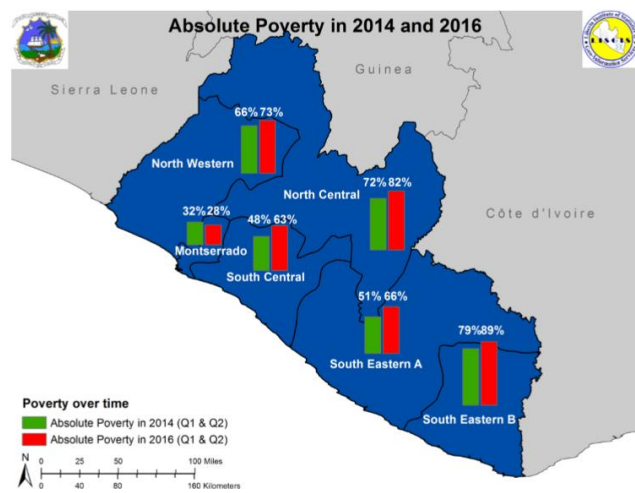 Absolute Poverty in 2014 and 2016
Guinea
Sierra Leone
Côte d'Ivoire
66% 73%
North Western
72% 82%
North Central
32% 28%
Montserrado
48% 63%
South Central
51% 66%
South Eastern A
79% 89%
South Eastern B
Poverty over time
Absolute Poverty in 2014 (Q1 & Q2)
Absolute Poverty in 2016 (Q1 & Q2)
N
0 25 50 100 Miles
0 40 80 160 Kilometers